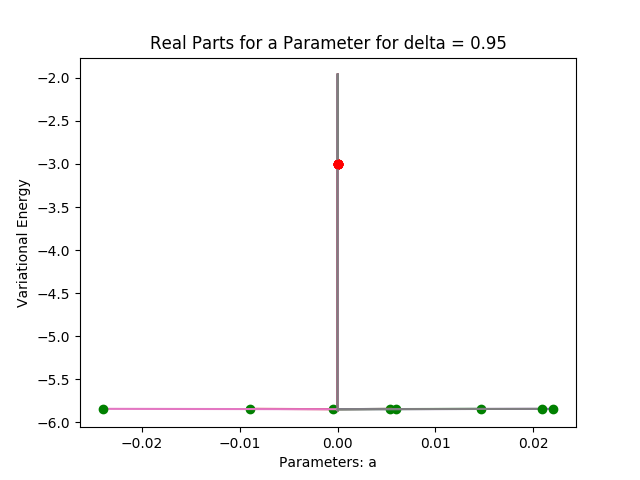 Real Parts for a Parameter for delta = 0.95
−2.0
−2.5
−3.0
−3.5
−4.0
−4.5
−5.0
−5.5
−6.0
Variational Energy
−0.02 −0.01 0.00 0.01 0.02
Parameters: a